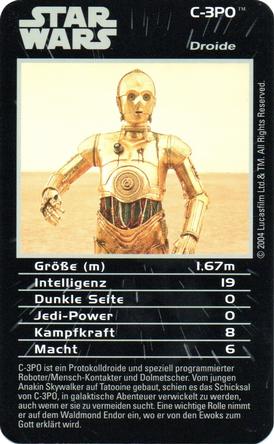 STAR
WARS
C-3PO™
Droide
© 2004 Lucasfilm Ltd.& TM. All Rights Reserved.
Größe (m) 1.67m
Intelligenz 19
Dunkle Seite 0
Jedi-Power 0
Kampfkraft 8
Macht 6
C-3PO ist ein Protokolldroide und speziell programmierter
Roboter/Mensch-Kontakter und Dolmetscher. Vom jungen
Anakin Skywalker auf Tatooine gebaut, schien es das Schicksal
von C-3PO, in galaktische Abenteuer verwickelt zu werden,
auch wenn er sie zu vermeiden sucht. Eine wichtige Rolle nimmt
er auf dem Waldmond Endor ein, wo er von den Ewoks zum
Gott erklärt wird.